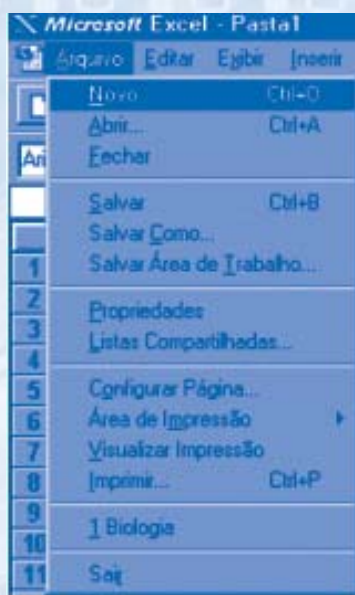 Microsoft Excel - Pasta1
Arquivo Editar Exibir Inserir
Novo Ctrl+O
Abrir... Ctrl+A
Ari
Fechar
Salvar Ctrl+B
Salvar Como...
1 Salvar Área de Trabalho...
2 Propriedades
3 Listas Compartilhadas...
4
5 Configurar Página...
6 Área de Impressão
7 Visualizar Impressão
8 Imprimir... Ctrl+P
9
10 1 Biologia
11 Sair